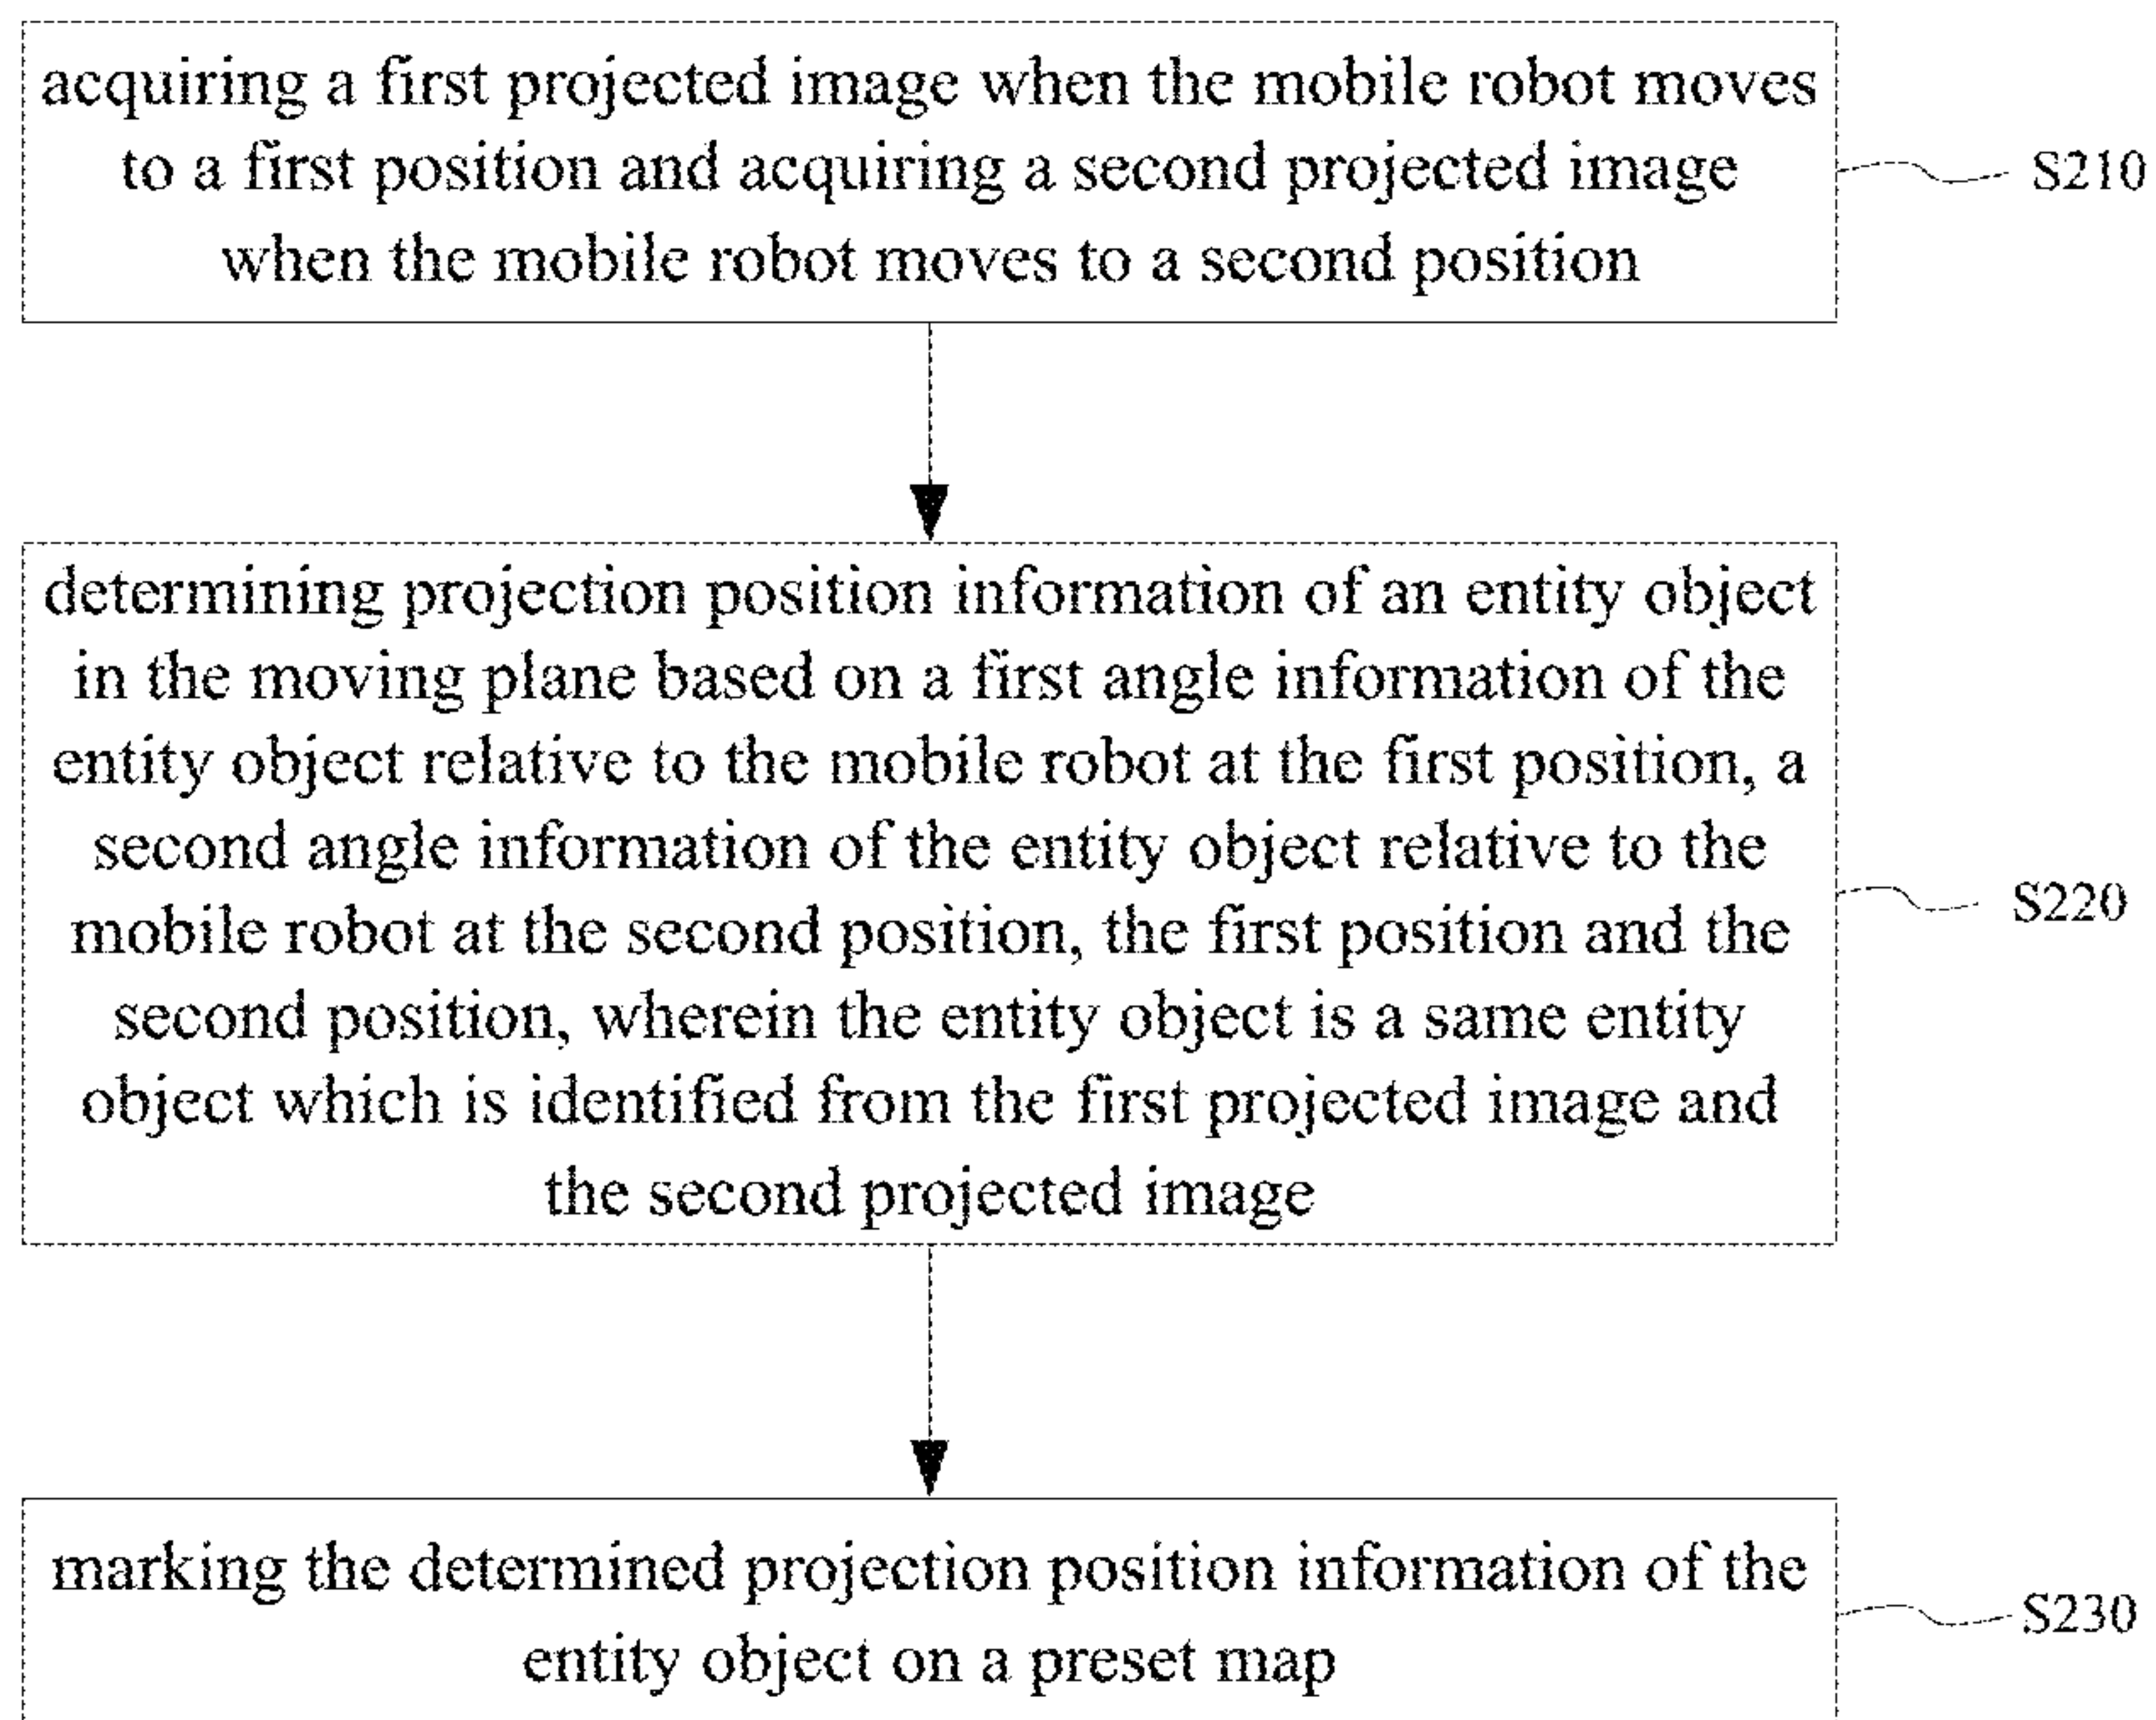 acquiring a first projected image when the mobile robot moves
to a first position and acquiring a second projected image
when the mobile robot moves to a second position
S210
determining projection position information of an entity object
in the moving plane based on a first angle information of the
entity object relative to the mobile robot at the first position, a
second angle information of the entity object relative to the
mobile robot at the second position, the first position and the
second position, wherein the entity object is a same entity
object which is identified from the first projected image and
the second projected image
S220
marking the determined projection position information of the
entity object on a preset map
S230